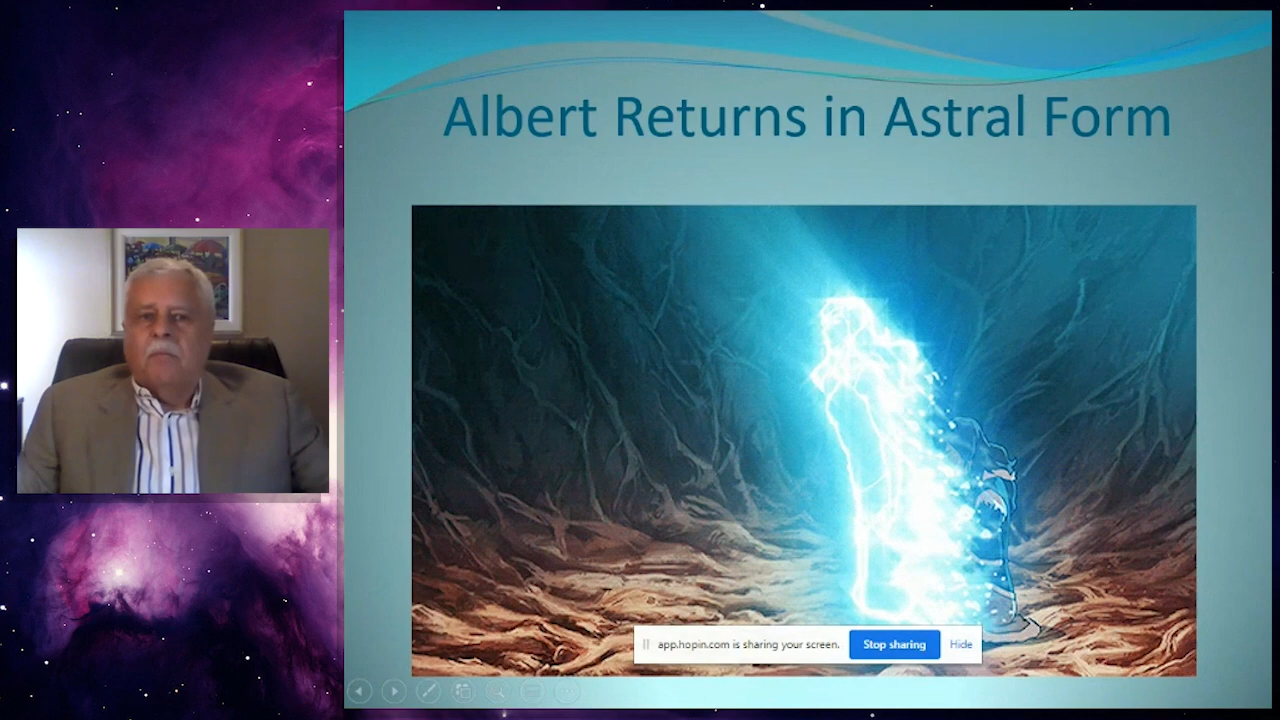 Albert Returns in Astral Form
app.hopin.com is sharing your screen.
Stop sharing
Hide